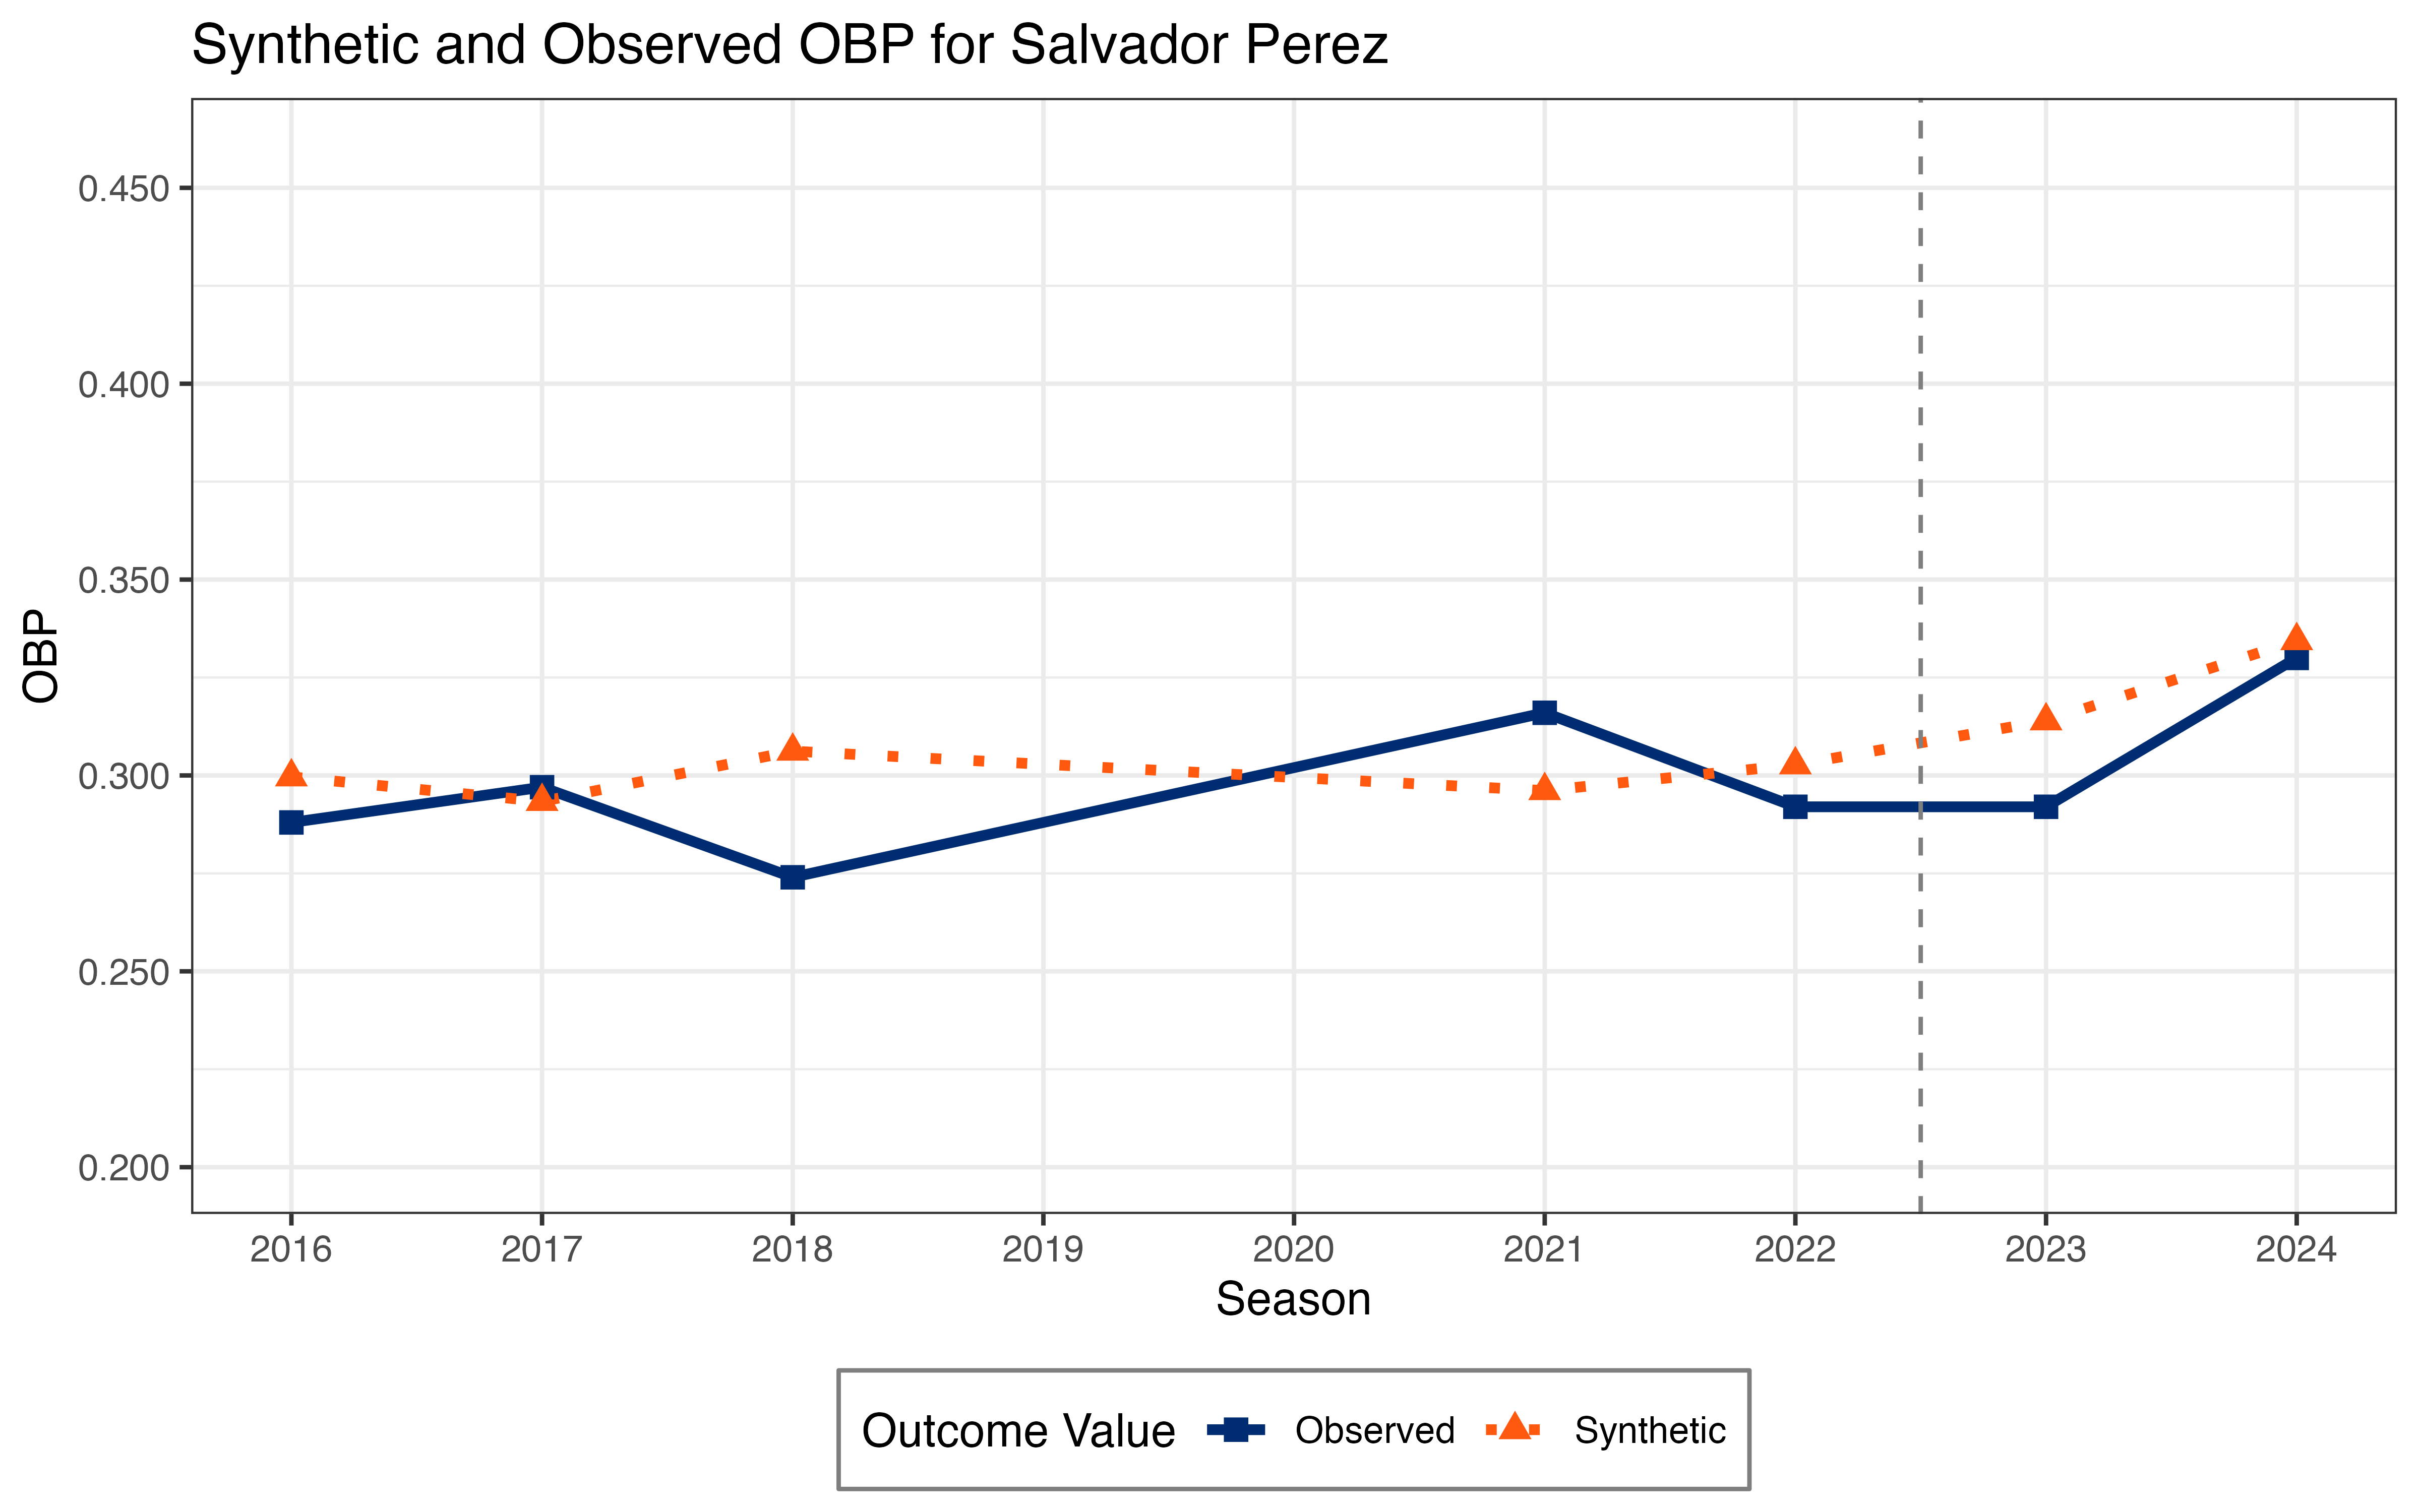 Synthetic and Observed OBP for Salvador Perez
0.450
0.400
0.350
0.300
0.250
0.200
OBP
2016 2017 2018 2019 2020 2021 2022 2023 2024
Season
Outcome Value Observed Synthetic